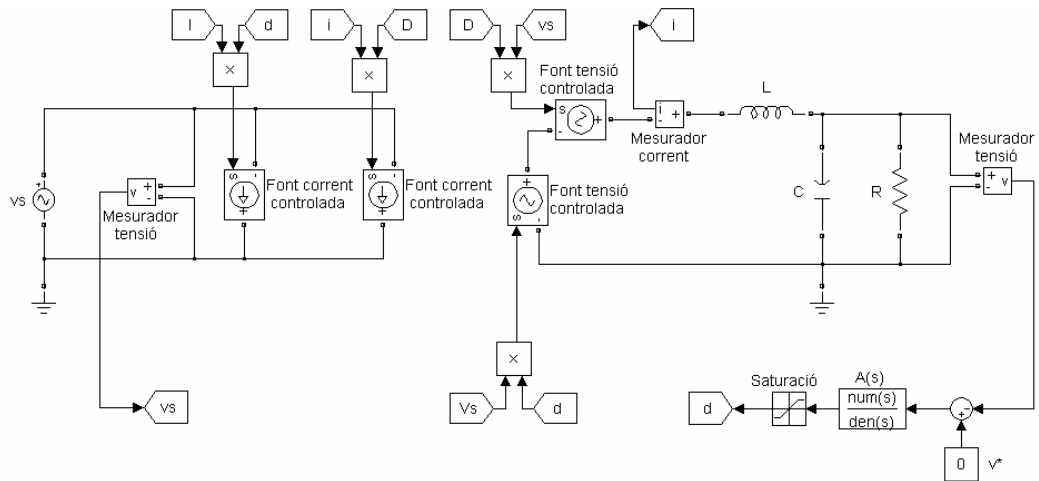 I
d
i
D
D
vs
i
×
×
×
Font tensió
controlada
s
-
+
i
-
+
Mesurador
corrent
L
vs
+
v
+
-
Mesurador
tensió
s
-
+
Font corrent
controlada
s
-
+
Font corrent
controlada
+
s
-
Font tensió
controlada
C
R
Mesurador
tensió
+
-
v
×
vs
Vs
d
d
Saturació
A(s)
num(s)
den(s)
-
+
0
v*